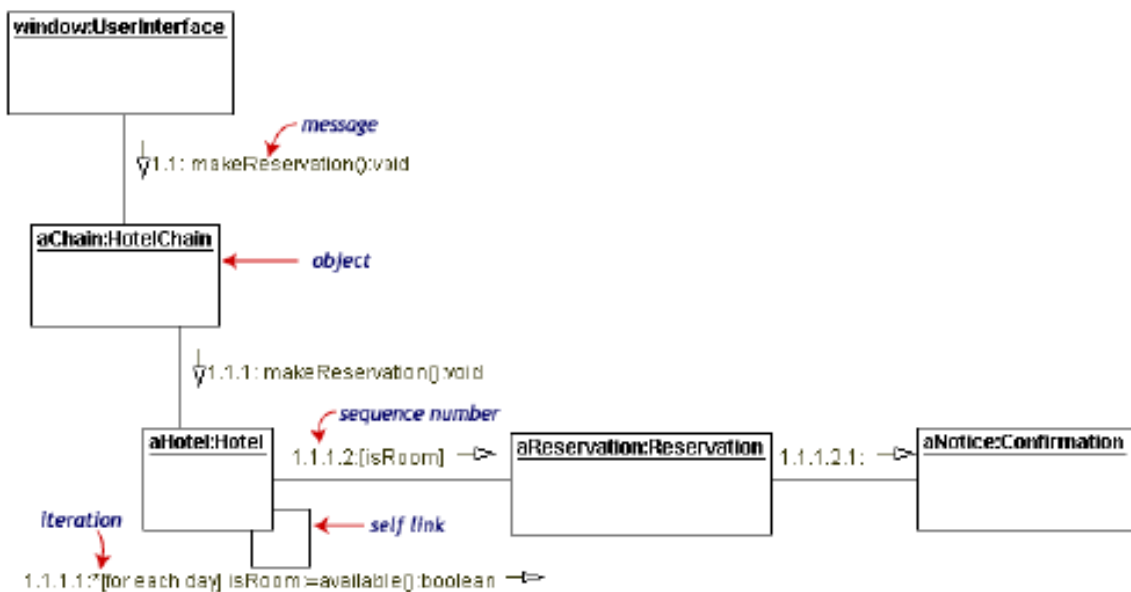 window:UserInterface
message
1.1: makeReservation():void
aChain:HotelChain
object
1.1.1: makeReservation():void
sequence number
aHotel:Hotel
1.1.1.2:[isRoom]
aReservation:Reservation
1.1.1.2.1:
aNotice:Confirmation
iteration
self link
1.1.1.1:*[for each day] isRoom:=available():boolean